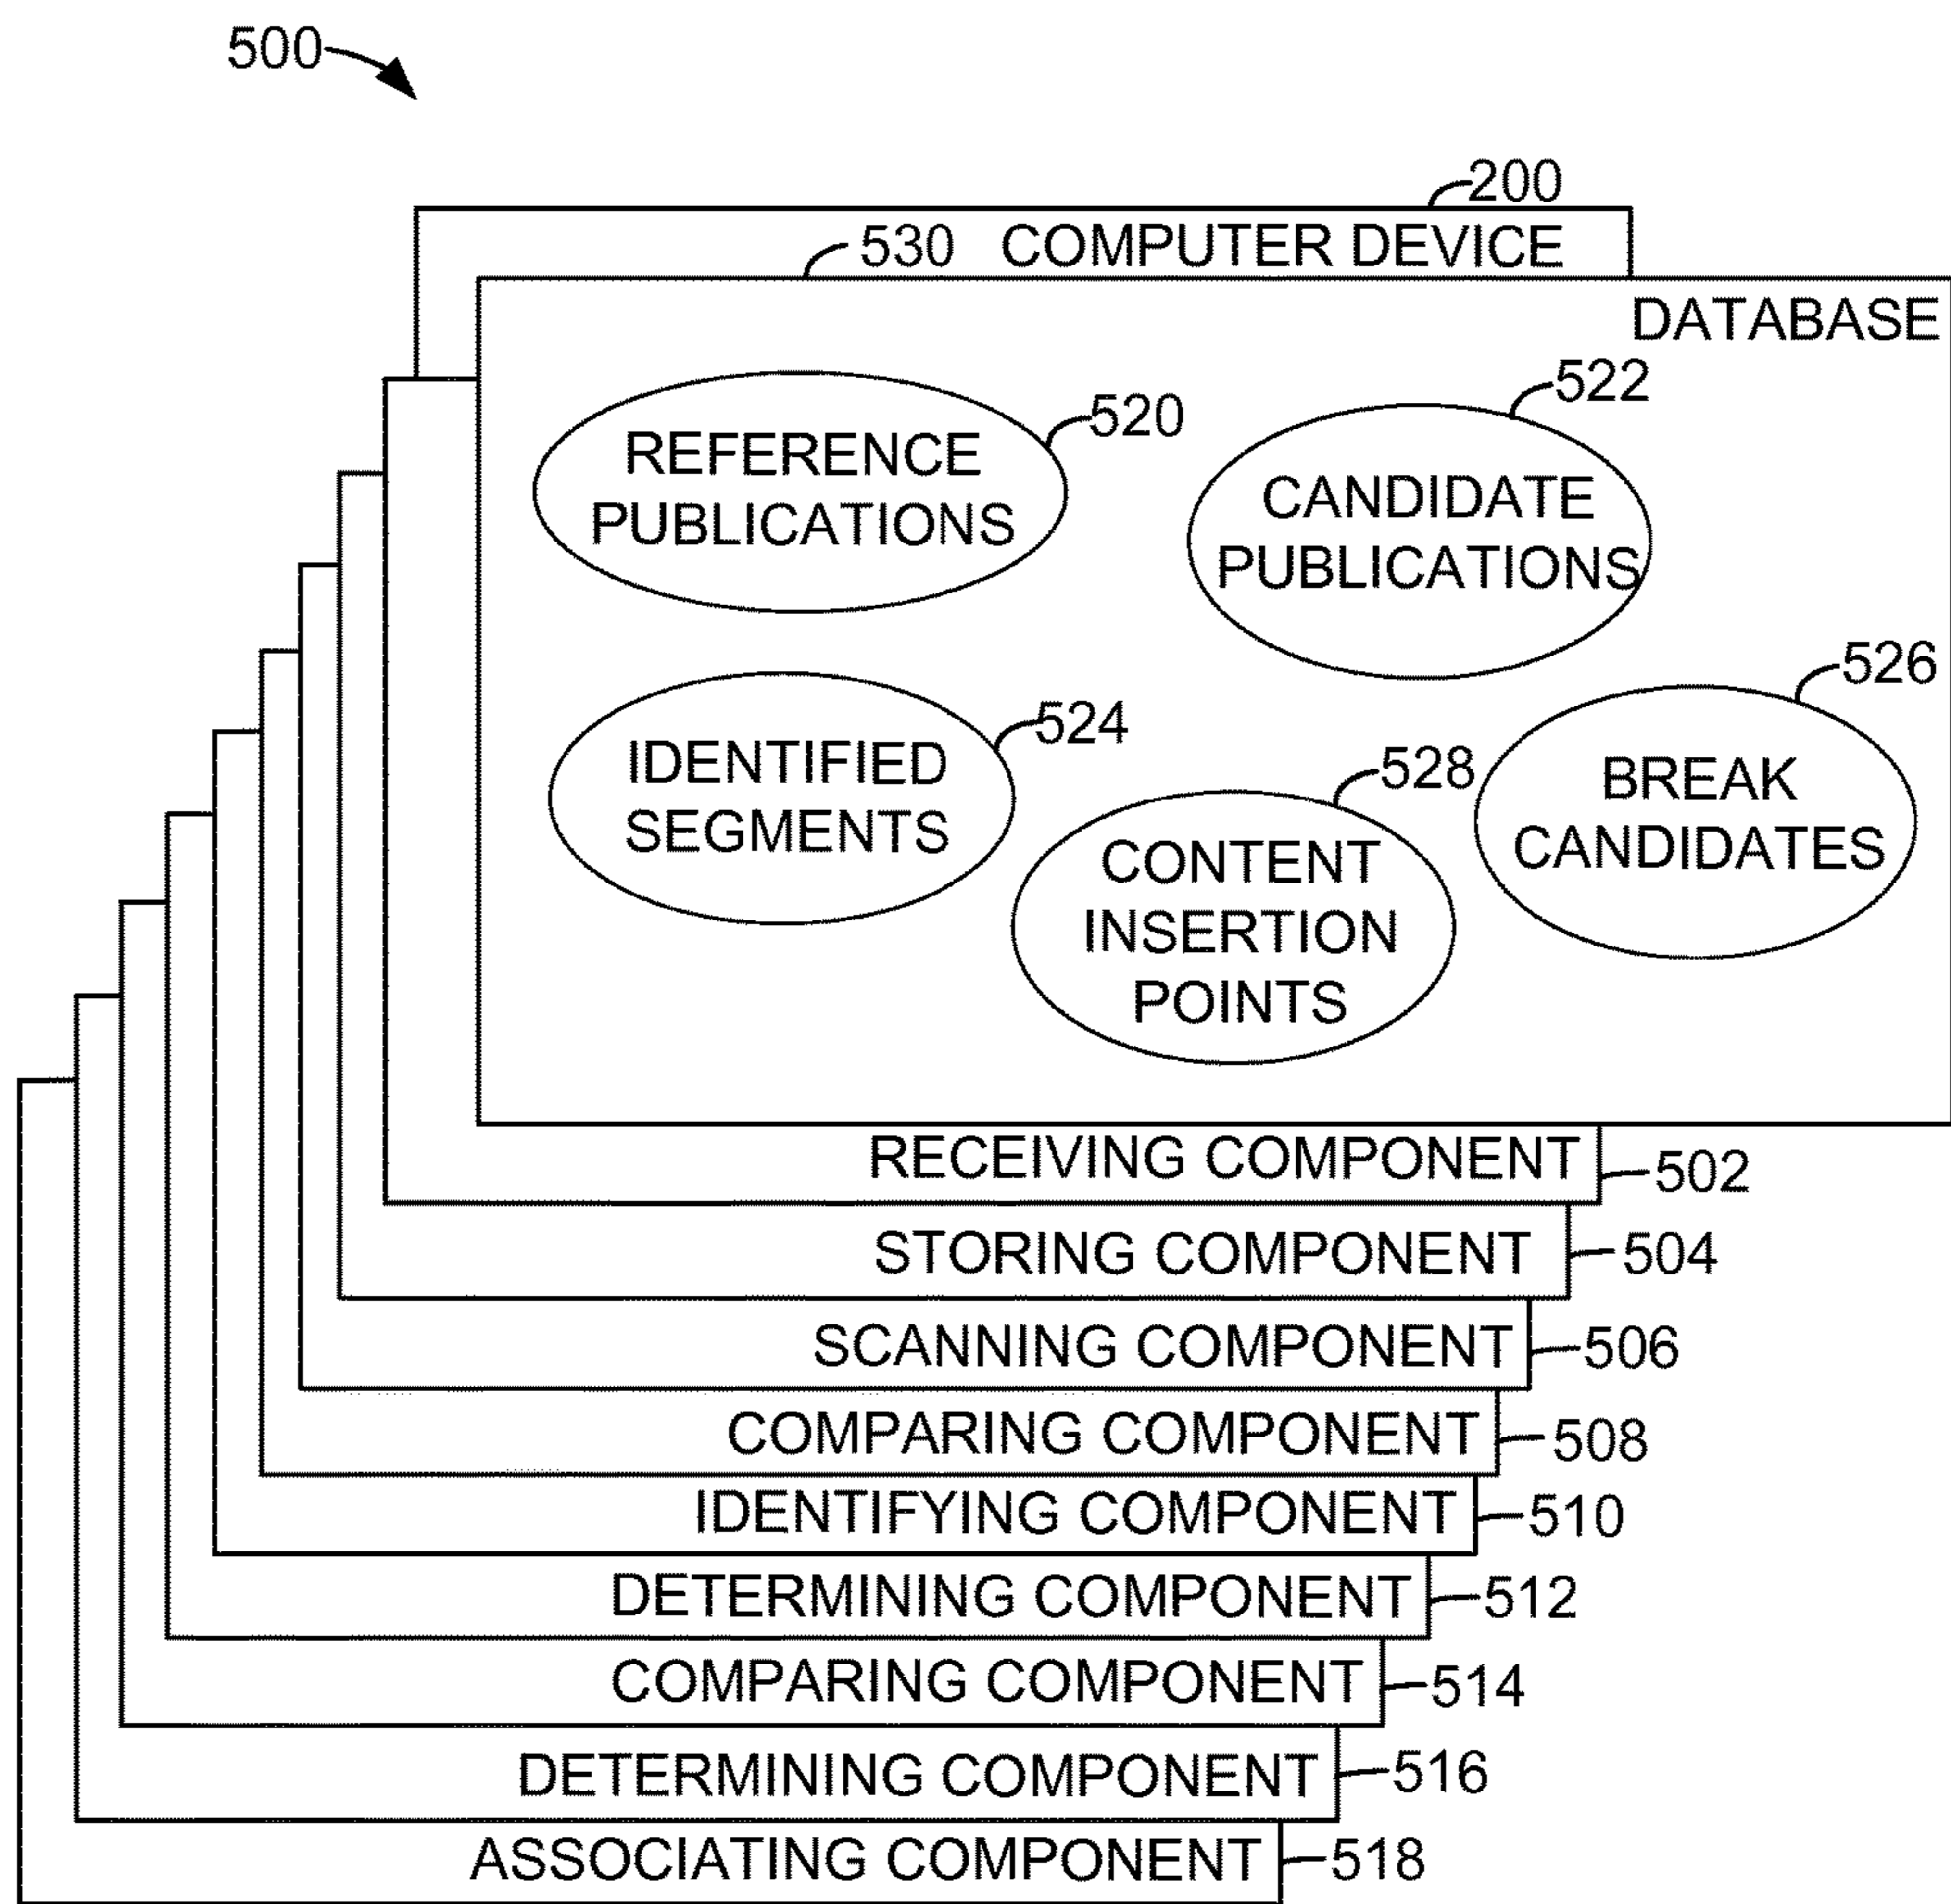 500
200
530 COMPUTER DEVICE
DATABASE
520
REFERENCE
PUBLICATIONS
522
CANDIDATE
PUBLICATIONS
524
IDENTIFIED
SEGMENTS
526
BREAK
CANDIDATES
528
CONTENT
INSERTION
POINTS
RECEIVING COMPONENT 502
STORING COMPONENT 504
SCANNING COMPONENT 506
COMPARING COMPONENT 508
IDENTIFYING COMPONENT 510
DETERMINING COMPONENT 512
COMPARING COMPONENT 514
DETERMINING COMPONENT 516
ASSOCIATING COMPONENT 518